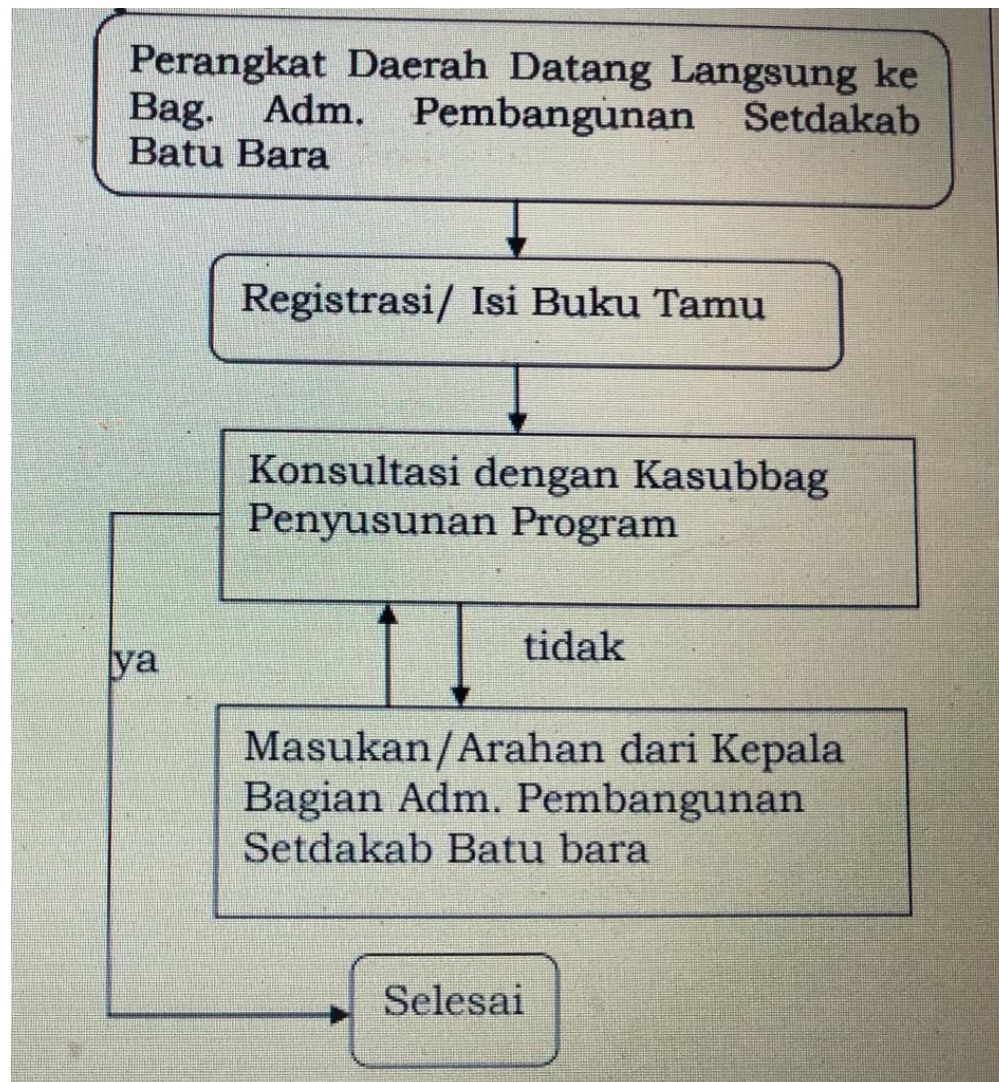 Perangkat Daerah Datang Langsung ke
Bag. Adm. Pembangunan Setdakab
Batu Bara
Registrasi/ Isi Buku Tamu
Konsultasi dengan Kasubbag
Penyusunan Program
tidak
ya
Masukan/Arahan dari Kepala
Bagian Adm. Pembangunan
Setdakab Batu bara
Selesai